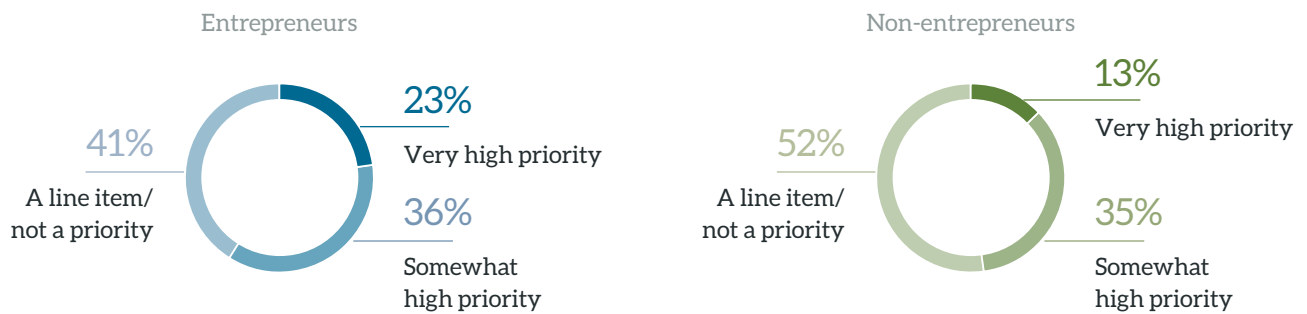 Entrepreneurs
23%
Very high priority
36%
Somewhat
high priority
41%
A line item/
not a priority
Non-entrepreneurs
13%
Very high priority
35%
Somewhat
high priority
52%
A line item/
not a priority